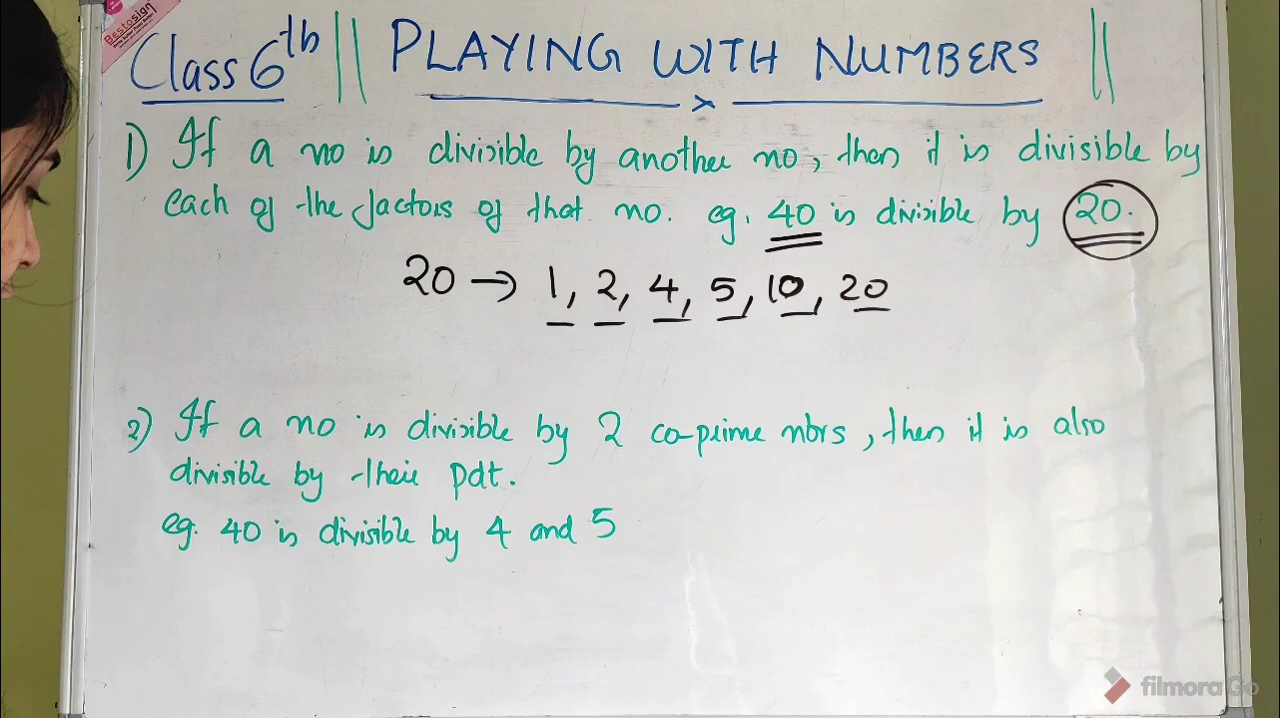 Bestosign
Class 6th || PLAYING WITH NUMBERS ||
1) If a no is divisible by another no, then it is divisible by
each of the factors of that no. eg. 40 is divisible by 20.
20 → 1, 2, 4, 5, 10, 20
2) If a no is divisible by 2 co-prime nbrs, then it is also
divisible by their pdt.
eg. 40 is divisible by 4 and 5
filmora Go